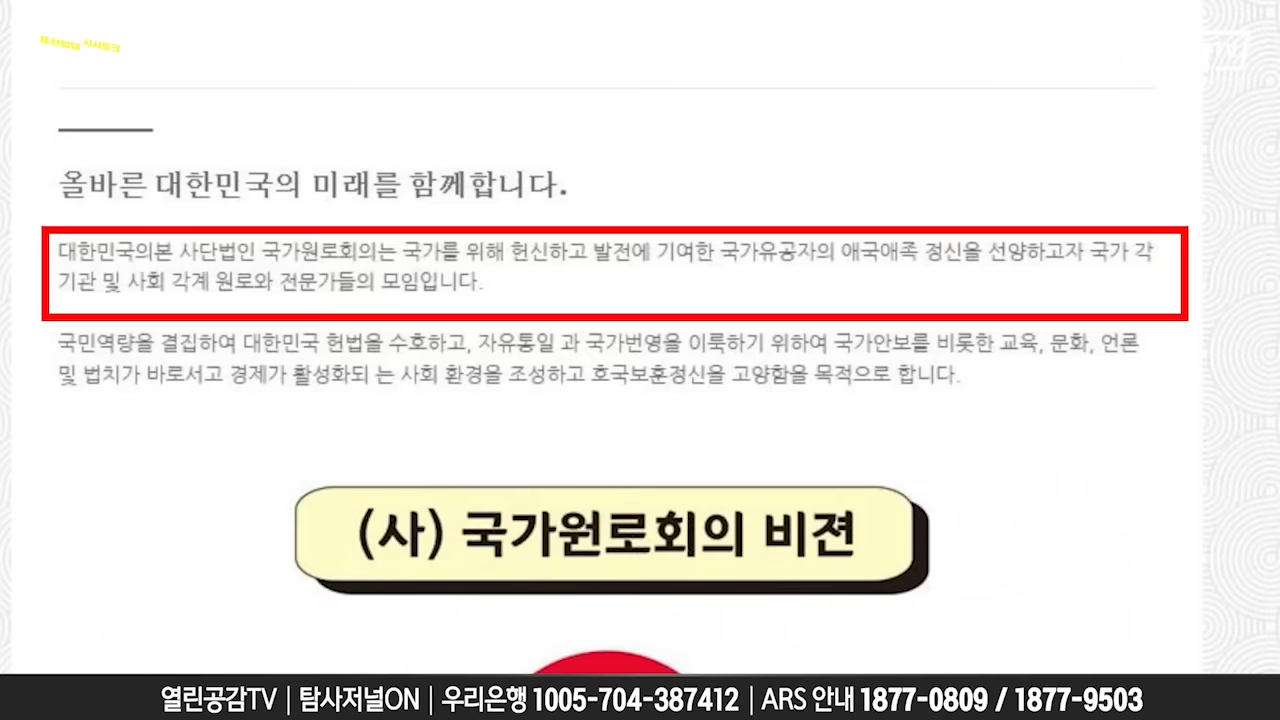 올바른 대한민국의 미래를 함께합니다.
대한민국의본 사단법인 국가원로회의는 국가를 위해 헌신하고 발전에 기여한 국가유공자의 애국애족 정신을 선양하고자 국가 각
기관 및 사회 각계 원로와 전문가들의 모임입니다.
국민역량을 결집하여 대한민국 헌법을 수호하고, 자유통일 과 국가번영을 이룩하기 위하여 국가안보를 비롯한 교육, 문화, 언론
및 법치가 바로서고 경제가 활성화되 는 사회 환경을 조성하고 호국보훈정신을 고양함을 목적으로 합니다.
(사) 국가원로회의 비젼
열린공감TV | 탐사저널ON | 우리은행 1005-704-387412 | ARS 안내 1877-0809 / 1877-9503